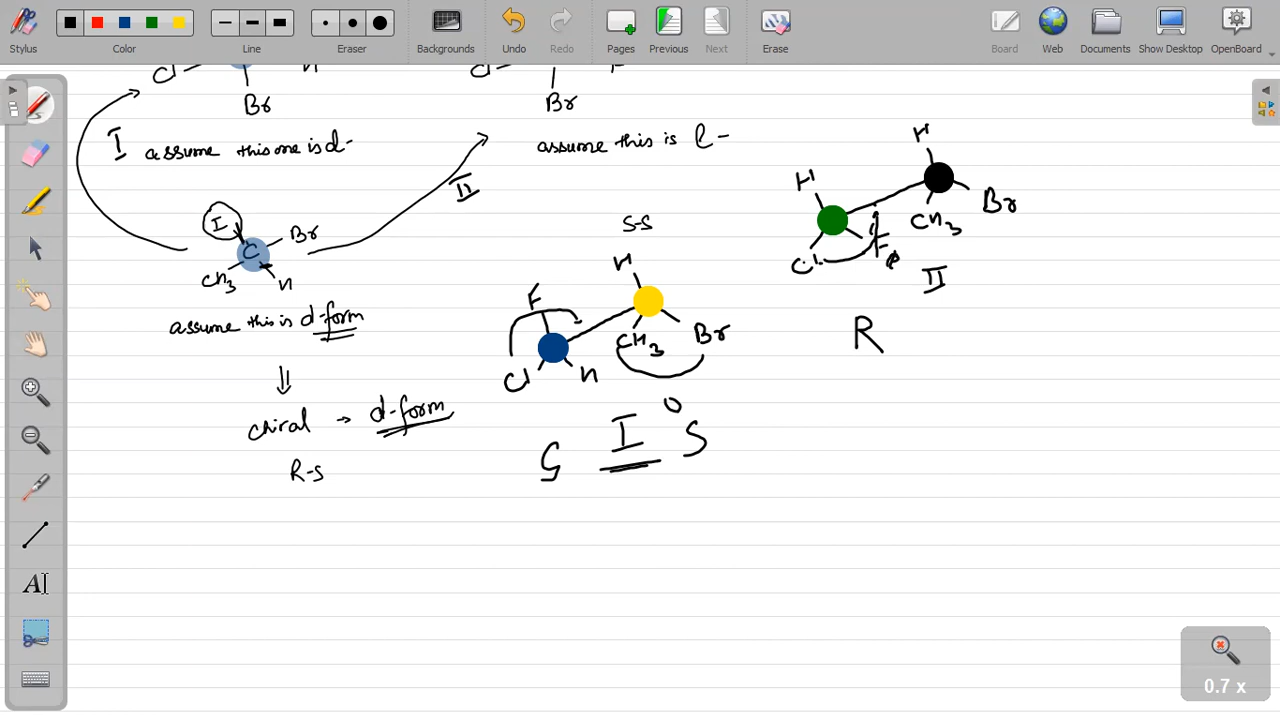 Stylus
Color
Line
Eraser
Backgrounds
Undo
Redo
Pages
Previous
Next
Erase
Board
Web
Documents
Show Desktop
OpenBoard
Cl
Br
I assume this one is d-
Cl
Br
assume this is l-
II
I
C
Br
CH3
H
assume this is d-form
chiral → d-form
R-S
S-S
H
F
CH3
Br
Cl
H
S
I
S
H
H
Br
CH3
Cl
F
II
R
0.7 x